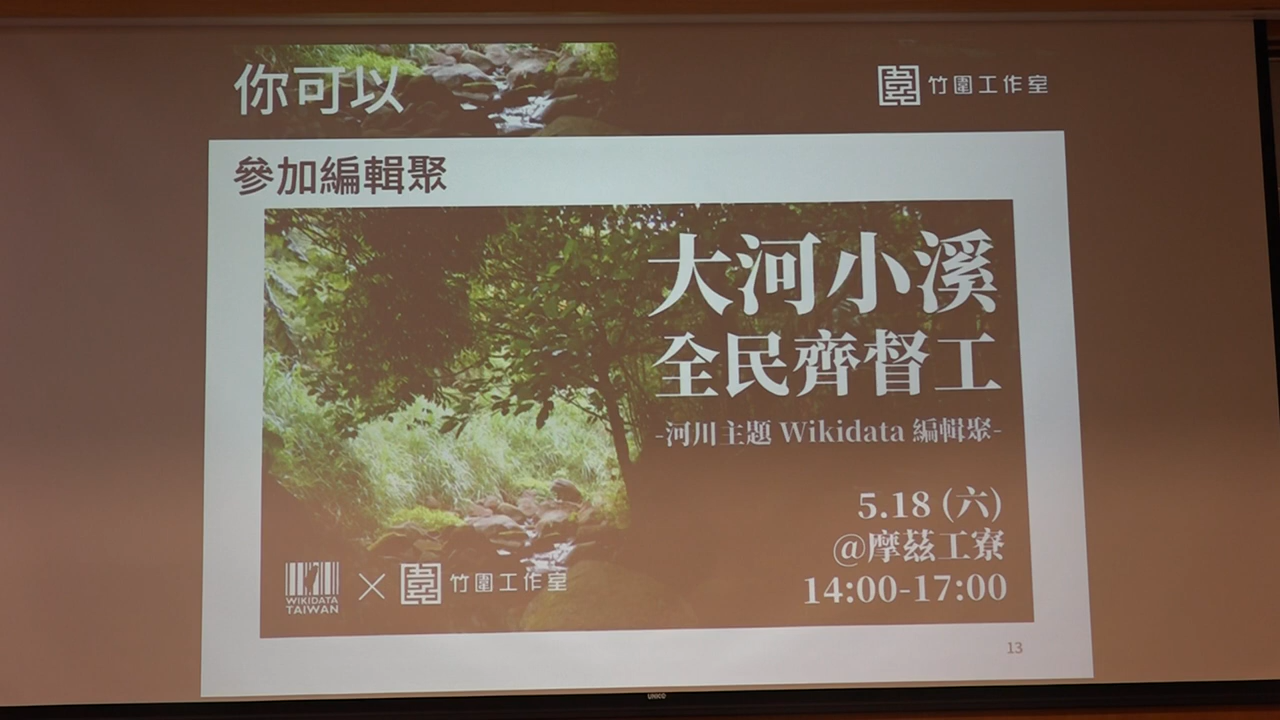 你可以
竹圍工作室
參加編輯聚
大河小溪
全民齊督工
-河川主題 Wikidata 編輯聚-
5.18 (六)
@摩茲工寮
14:00-17:00
WIKIDATA
TAIWAN
竹圍工作室
13
UNICO